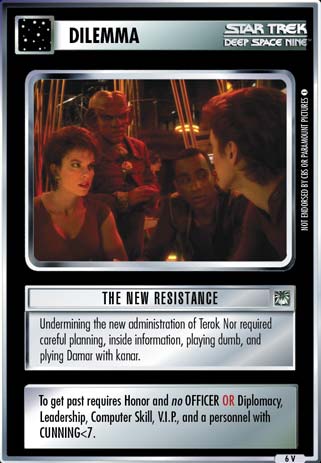 DILEMMA
STAR TREK
DEEP SPACE NINE
NOT ENDORSED BY CBS OR PARAMOUNT PICTURES
THE NEW RESISTANCE
Undermining the new administration of Terok Nor required
careful planning, inside information, playing dumb, and
plying Damar with kanar.
To get past requires Honor and no OFFICER OR Diplomacy,
Leadership, Computer Skill, V.I.P., and a personnel with
CUNNING<7.
6 V